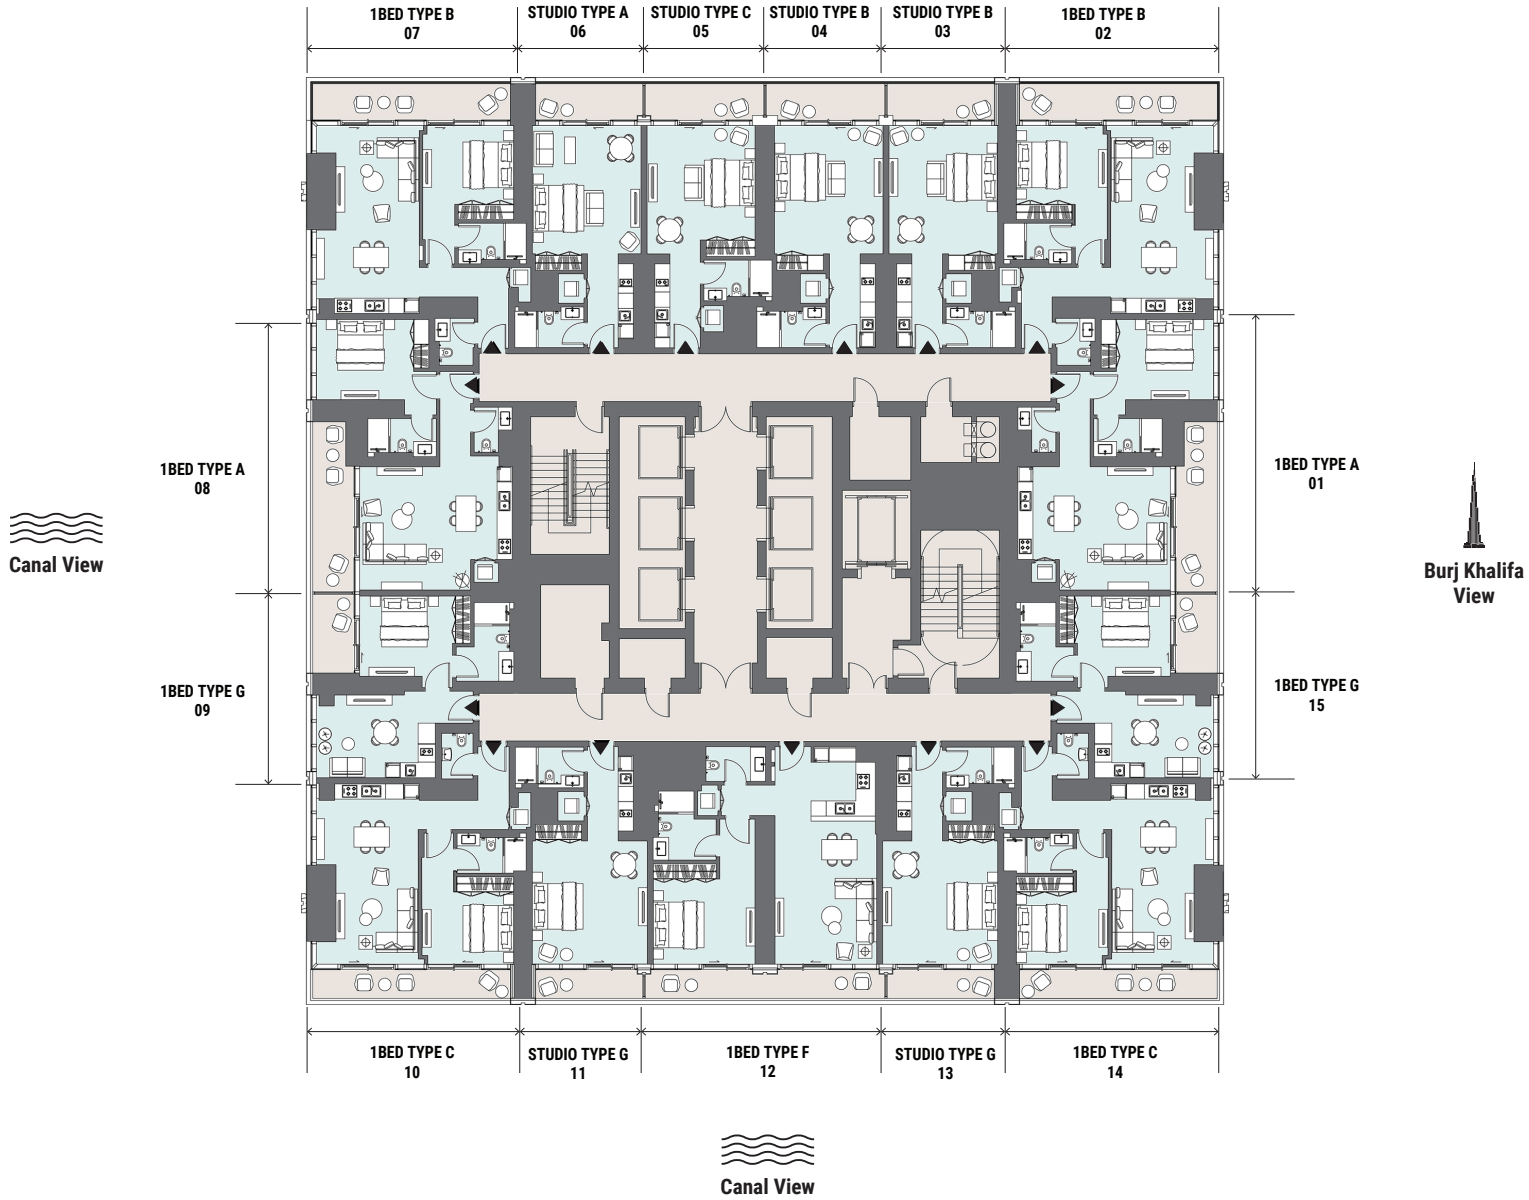 1BED TYPE B
07
STUDIO TYPE A
06
STUDIO TYPE C
05
STUDIO TYPE B
04
STUDIO TYPE B
03
1BED TYPE B
02
1BED TYPE A
08
1BED TYPE A
01
Canal View
Burj Khalifa
View
1BED TYPE G
09
1BED TYPE G
15
1BED TYPE C
10
STUDIO TYPE G
11
1BED TYPE F
12
STUDIO TYPE G
13
1BED TYPE C
14
Canal View